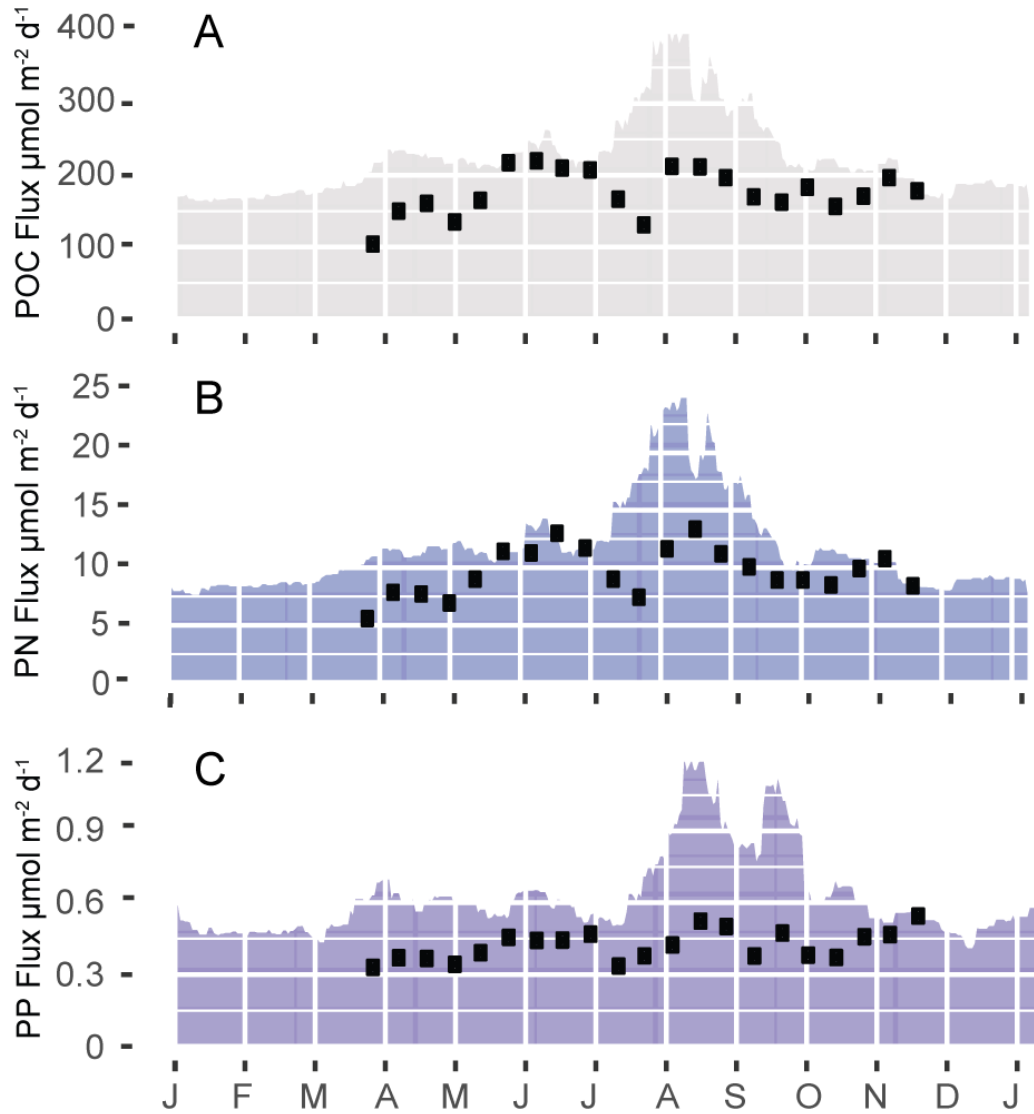 A
POC Flux µmol m⁻² d⁻¹
400
300
200
100
0
B
PN Flux µmol m⁻² d⁻¹
25
20
15
10
5
0
C
PP Flux µmol m⁻² d⁻¹
1.2
0.9
0.6
0.3
0
J F M A M J J A S O N D J